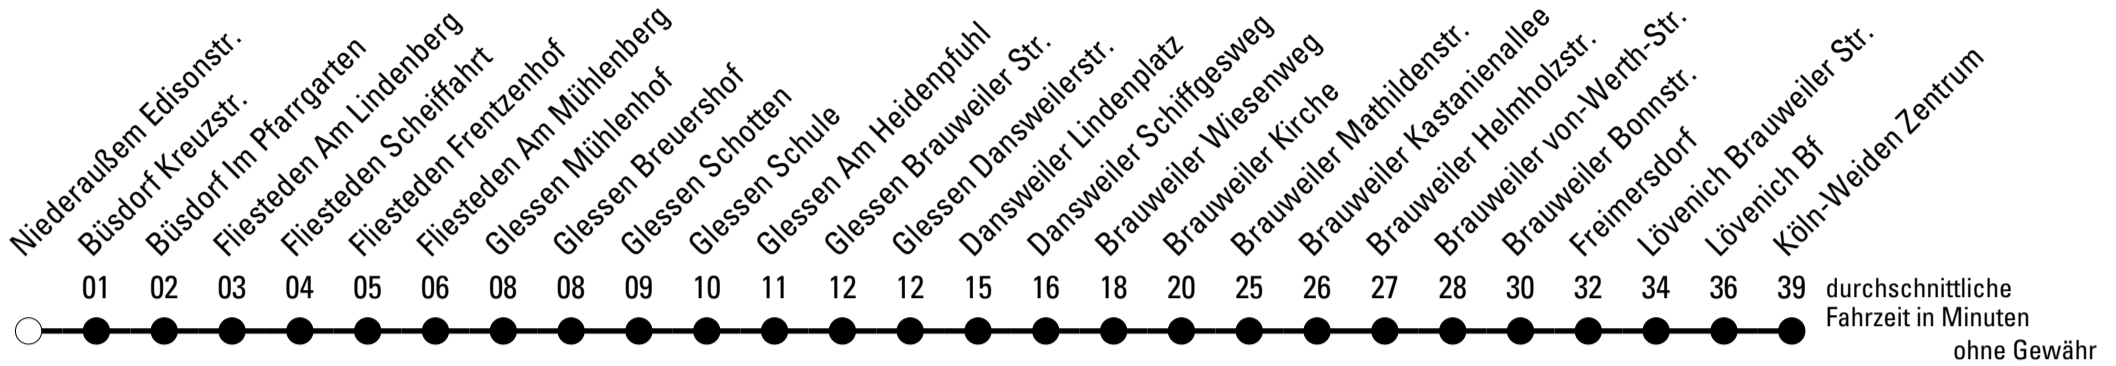 Niederaußem Edisonstr.
Büsdorf Kreuzstr.
Büsdorf Im Pfarrgarten
Fliesteden Am Lindenberg
Fliesteden Scheiffahrt
Fliesteden Frentzenhof
Fliesteden Am Mühlenberg
Glessen Mühlenhof
Glessen Breuershof
Glessen Schotten
Glessen Schule
Glessen Am Heidenpfuhl
Glessen Brauweiler Str.
Glessen Dansweilerstr.
Dansweiler Lindenplatz
Dansweiler Schiffgesweg
Brauweiler Wiesenweg
Brauweiler Kirche
Brauweiler Mathildenstr.
Brauweiler Kastanienallee
Brauweiler Helmholzstr.
Brauweiler von-Werth-Str.
Brauweiler Bonnstr.
Freimersdorf
Lövenich Brauweiler Str.
Lövenich Bf
Köln-Weiden Zentrum
01 02 03 04 05 06 08 08 09 10 11 12 12 15 16 18 20 25 26 27 28 30 32 34 36 39 durchschnittliche
Fahrzeit in Minuten
ohne Gewähr